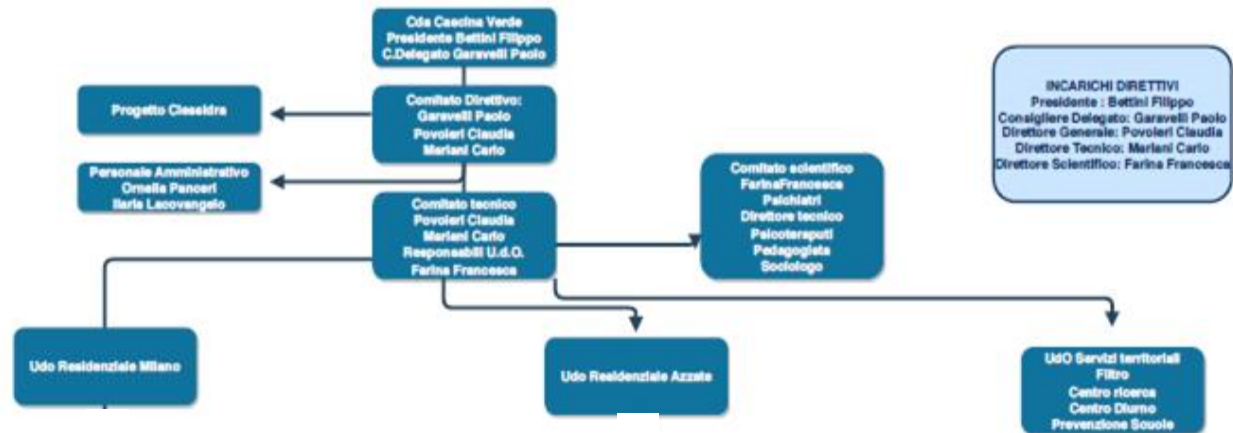 Cda Cascina Verde
Presidente Bettini Filippo
C.Delegato Garavelli Paolo
Progetto Clessidra
Comitato Direttivo:
Garavelli Paolo
Povoleri Claudia
Mariani Carlo
INCARICHI DIRETTIVI
Presidente : Bettini Filippo
Consigliere Delegato: Garavelli Paolo
Direttore Generale: Povoleri Claudia
Direttore Tecnico: Mariani Carlo
Direttore Scientifico: Farina Francesca
Personale Amministrativo
Ornella Panceri
Ilaria Lacovangelo
Comitato tecnico
Povoleri Claudia
Mariani Carlo
Responsabili U.d.O.
Farina Francesca
Comitato scientifico
FarinaFrancesca
Psichiatri
Direttore tecnico
Psicoteraputi
Pedagogista
Sociologo
Udo Residenziale Milano
Udo Residenziale Azzate
UdO Servizi territoriali
Filtro
Centro ricerca
Centro Diurno
Prevenzione Scuole